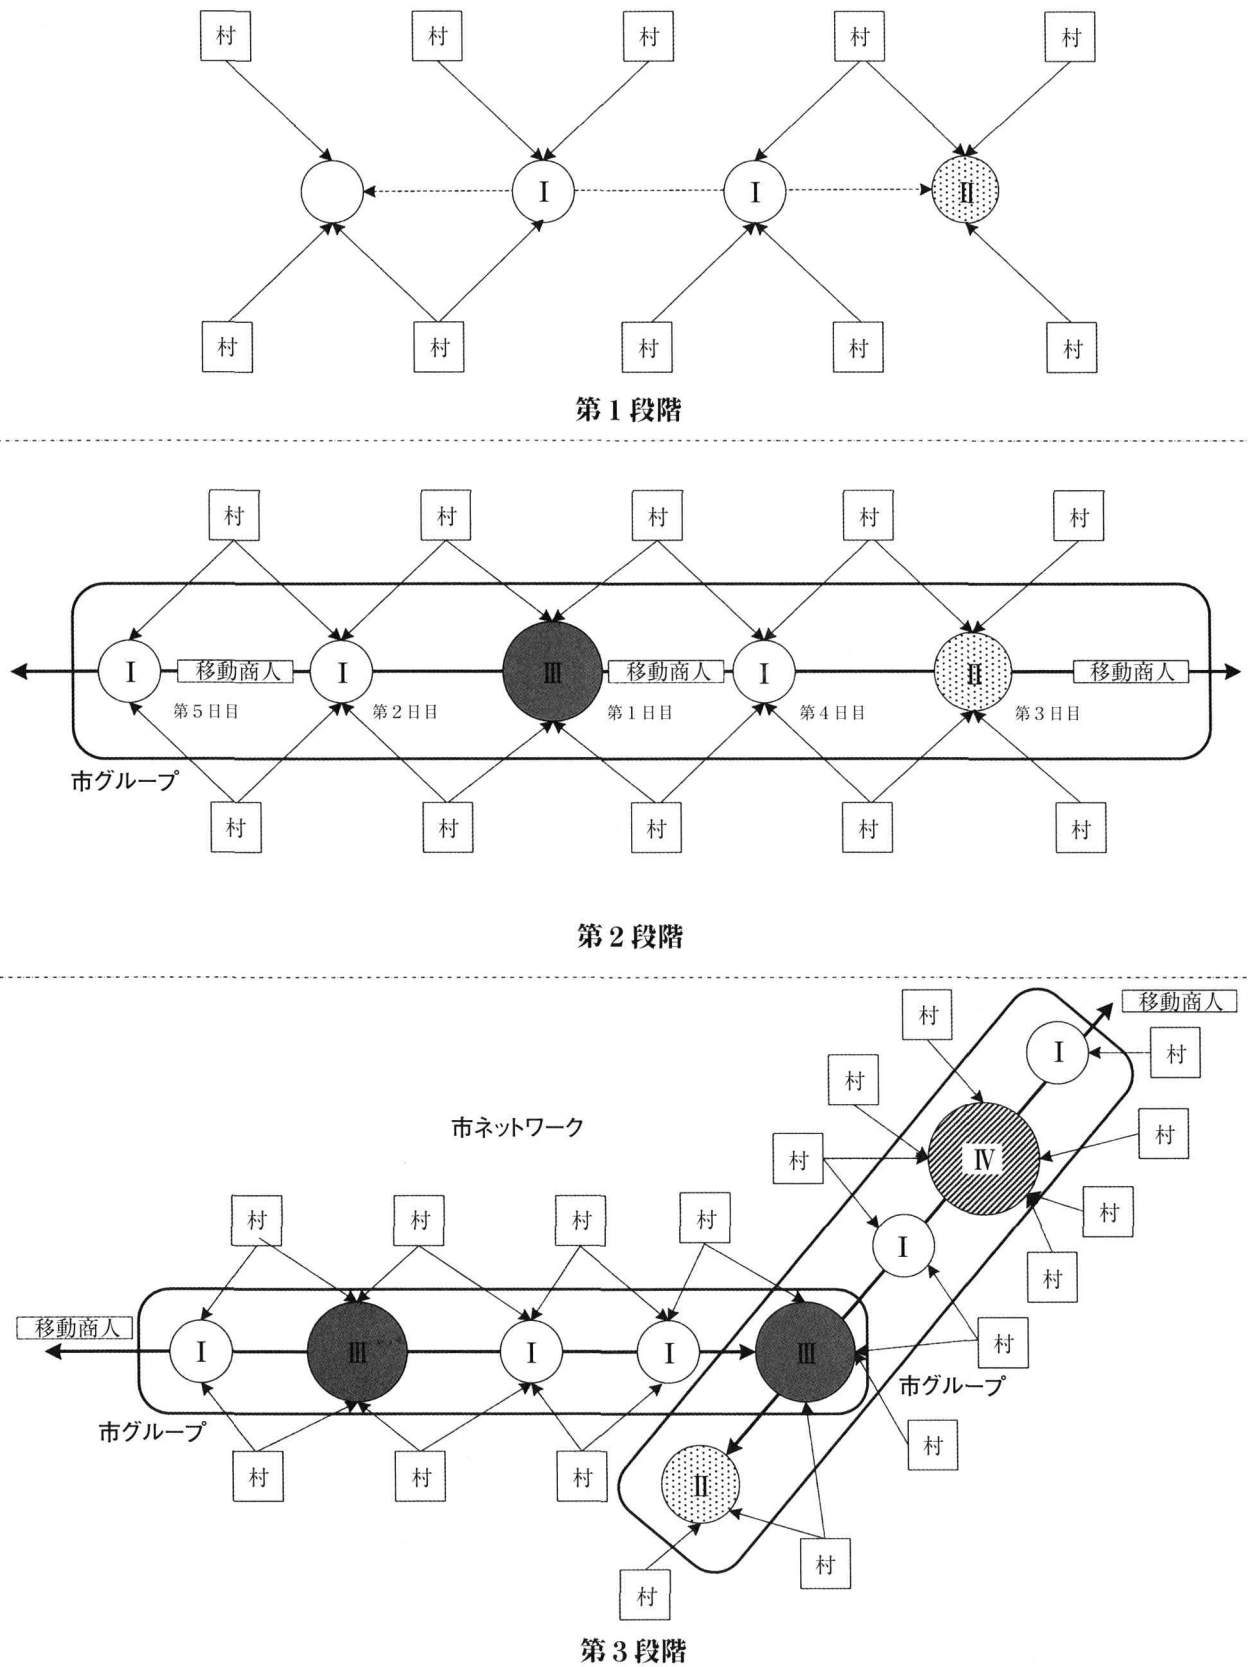 村 村 村 村 村
I I II
村 村 村 村 村
第1段階
村 村 村 村 村
I 移動商人 I III 移動商人 I II 移動商人
第5日目 第2日目 第1日目 第4日目 第3日目
市グループ
村 村 村 村 村
第2段階
移動商人
村
I 村
村
市ネットワーク
村
IV
村
村
村 村 村 村
I
村
移動商人
村
I III I I III
市グループ
市グループ
村
村 村 村
II
村
村
第3段階